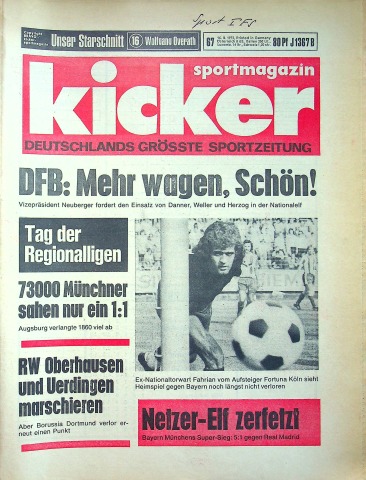 Sport
Unser Starschnitt 16 Wolfgang Overath
67
80 Pf J 1367 B
sportmagazin
kicker
DEUTSCHLANDS GRÖSSTE SPORTZEITUNG
DFB: Mehr wagen, Schön!
Vizepräsident Neuberger fordert den Einsatz von Danner, Weller und Herzog in der Nationalelf
Tag der
Regionalligen
73000 Münchner
sahen nur ein 1:1
Augsburg verlangte 1860 viel ab
RW Oberhausen
und Uerdingen
marschieren
Aber Borussia Dortmund verlor er-
neut einen Punkt
Ex-Nationaltorwart Fahrian vom Aufsteiger Fortuna Köln sieht
Heimspiel gegen Bayern noch längst nicht verloren
Netzer-Elf zerfetzt
Bayern Münchens Super-Sieg: 5:1 gegen Real Madrid